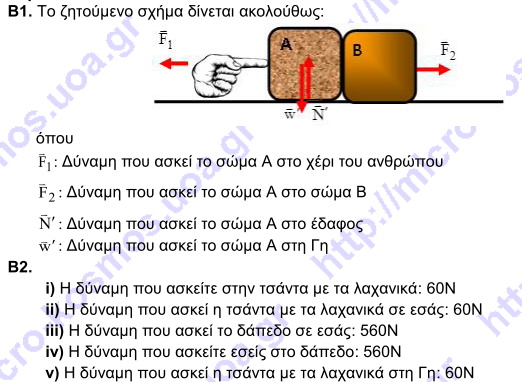 B1. Το ζητούμενο σχήμα δίνεται ακολούθως:
F̄₁
A
B
F̄₂
w̄′ N̄′
όπου
F̄₁ : Δύναμη που ασκεί το σώμα Α στο χέρι του ανθρώπου
F̄₂ : Δύναμη που ασκεί το σώμα Α στο σώμα Β
N̄′ : Δύναμη που ασκεί το σώμα Α στο έδαφος
w̄′ : Δύναμη που ασκεί το σώμα Α στη Γη
B2.
i) Η δύναμη που ασκείτε στην τσάντα με τα λαχανικά: 60N
ii) Η δύναμη που ασκεί η τσάντα με τα λαχανικά σε εσάς: 60N
iii) Η δύναμη που ασκεί το δάπεδο σε εσάς: 560N
iv) Η δύναμη που ασκείτε εσείς στο δάπεδο: 560N
v) Η δύναμη που ασκεί η τσάντα με τα λαχανικά στη Γη: 60N